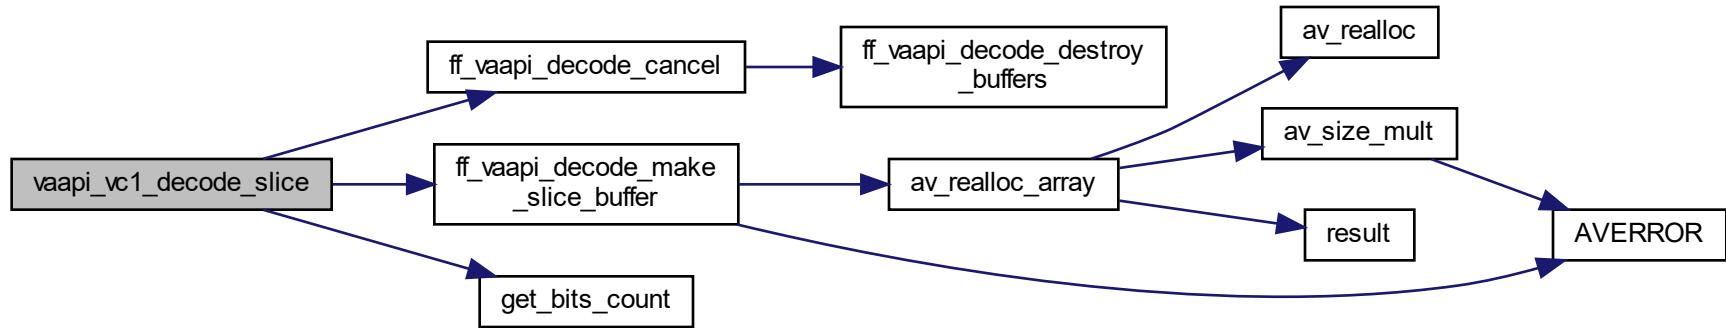 vaapi_vc1_decode_slice
ff_vaapi_decode_cancel
ff_vaapi_decode_destroy
_buffers
ff_vaapi_decode_make
_slice_buffer
get_bits_count
av_realloc_array
av_realloc
av_size_mult
result
AVERROR